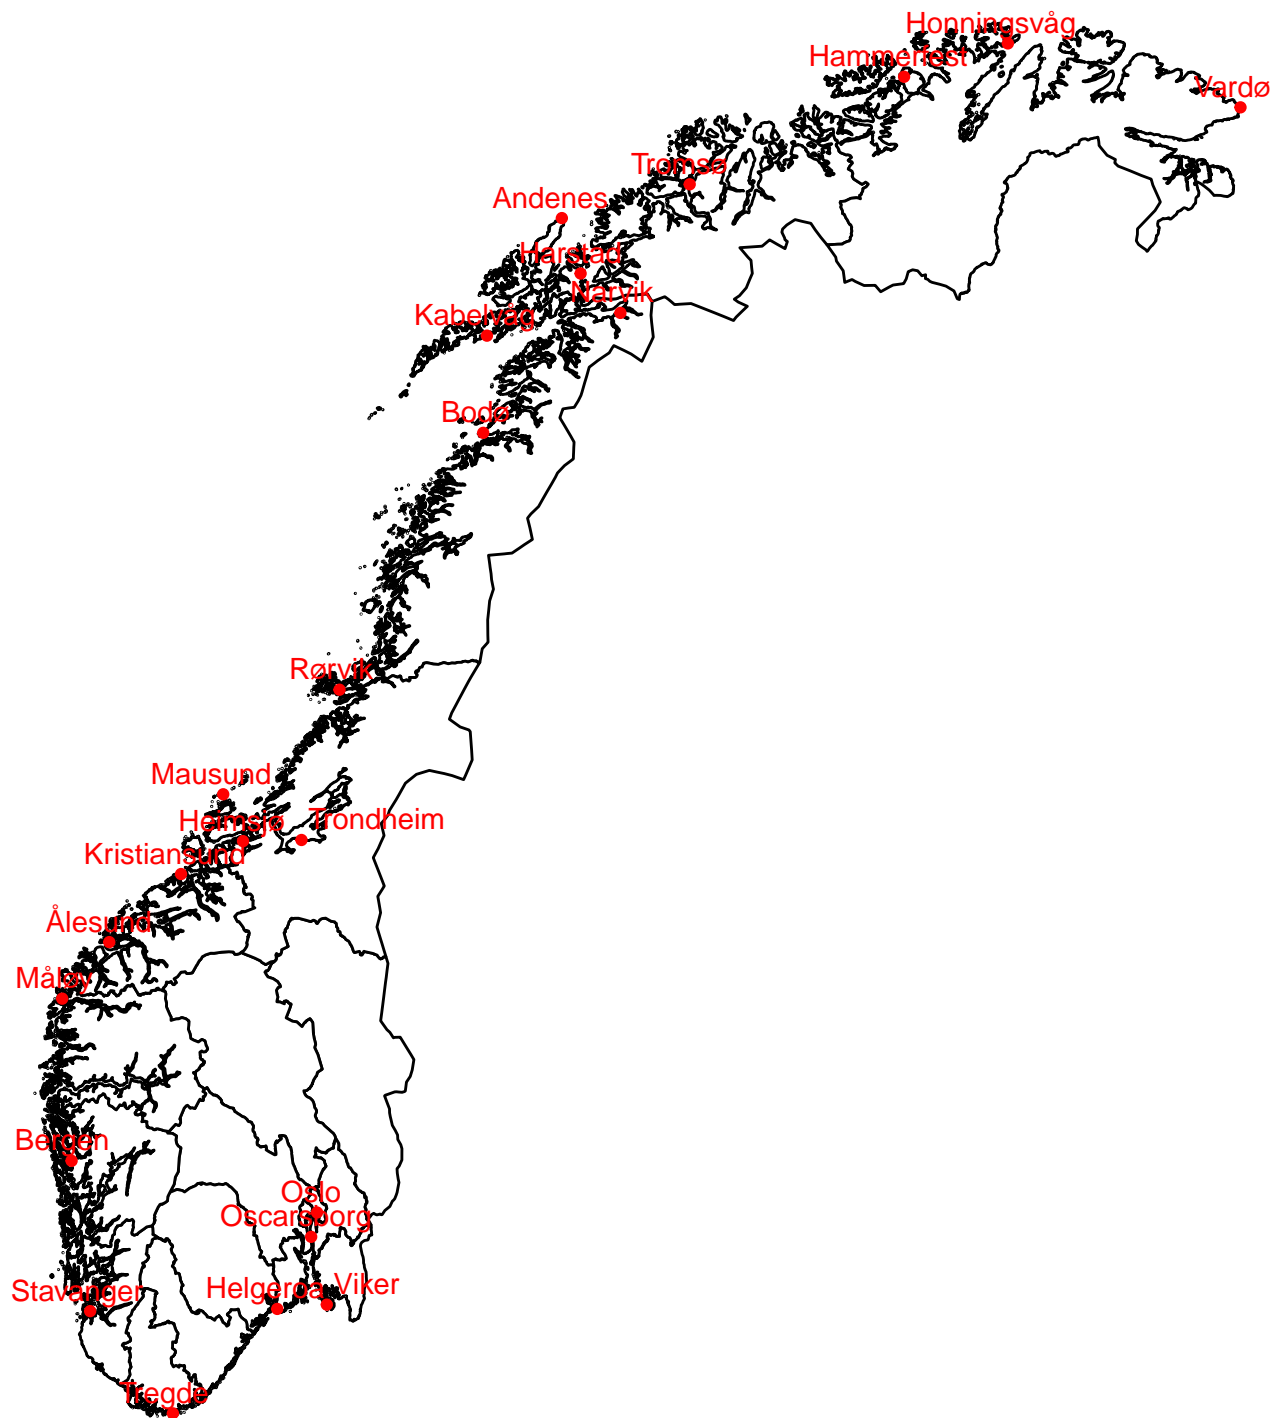 Honningsvåg
Hammerfest
Vardø
Tromsø
Andenes
Harstad
Narvik
Kabelvåg
Bodø
Rørvik
Mausund
Heimsjø
Trondheim
Kristiansund
Ålesund
Måløy
Bergen
Oslo
Oscarsborg
Stavanger
Helgeroa
Viker
Tregde